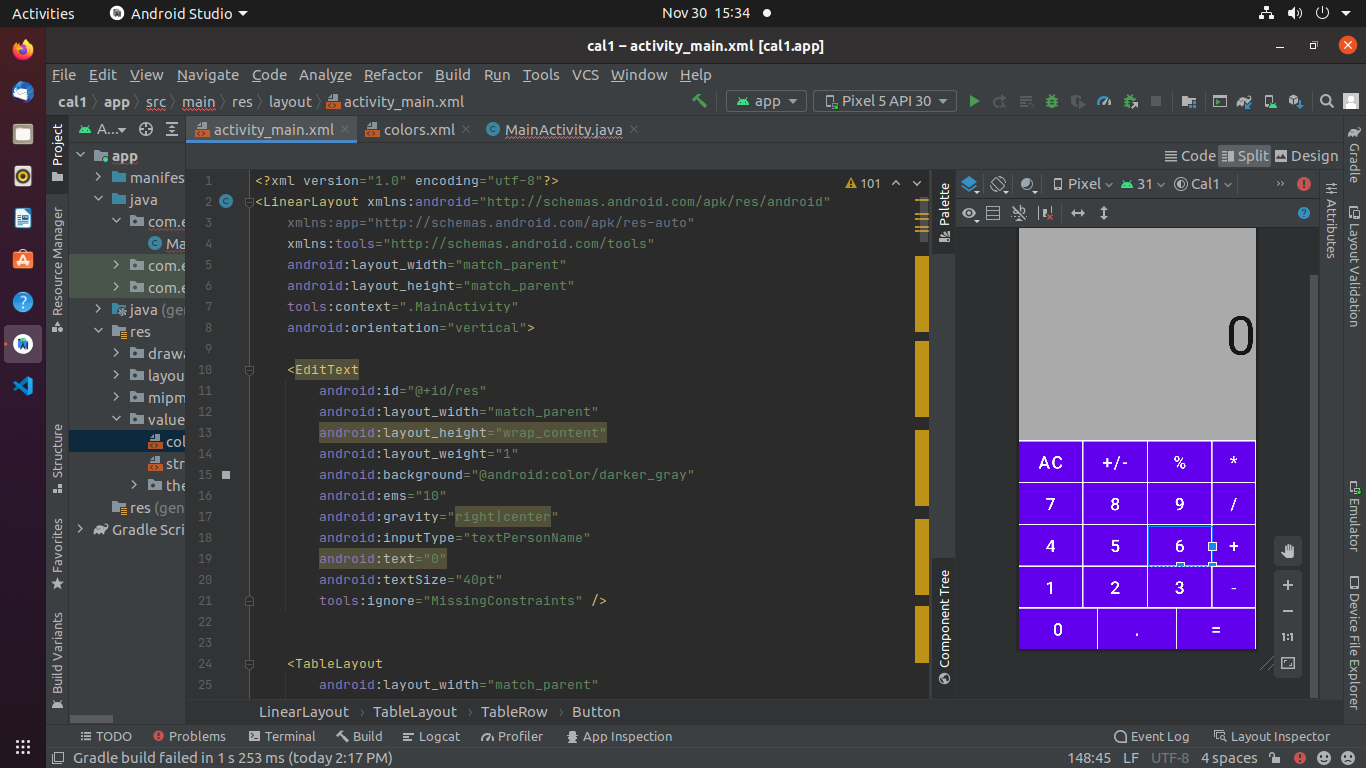 Activities Android Studio Nov 30 15:34
cal1 – activity_main.xml [cal1.app]
File Edit View Navigate Code Analyze Refactor Build Run Tools VCS Window Help
cal1 app src main res layout activity_main.xml app Pixel 5 API 30
Project A... activity_main.xml colors.xml MainActivity.java Gradle
Code Split Design
app
manifes
java
com.e
Ma
com.e
com.e
java (gen
res
drawa
layou
mipm
value
col
str
the
res (gen
Gradle Scri
Resource Manager
Structure
Favorites
Build Variants
101
1 <?xml version="1.0" encoding="utf-8"?>
2 <LinearLayout xmlns:android="http://schemas.android.com/apk/res/android"
3 xmlns:app="http://schemas.android.com/apk/res-auto"
4 xmlns:tools="http://schemas.android.com/tools"
5 android:layout_width="match_parent"
6 android:layout_height="match_parent"
7 tools:context=".MainActivity"
8 android:orientation="vertical">
9
10 <EditText
11 android:id="@+id/res"
12 android:layout_width="match_parent"
13 android:layout_height="wrap_content"
14 android:layout_weight="1"
15 android:background="@android:color/darker_gray"
16 android:ems="10"
17 android:gravity="right|center"
18 android:inputType="textPersonName"
19 android:text="0"
20 android:textSize="40pt"
21 tools:ignore="MissingConstraints" />
22
23
24 <TableLayout
25 android:layout_width="match_parent"
Palette
Component Tree
Pixel 31 Cal1
0
AC +/- % *
7 8 9 /
4 5 6 +
1 2 3 -
0 . =
1:1
Attributes
Layout Validation
Emulator
Device File Explorer
LinearLayout TableLayout TableRow Button
TODO Problems Terminal Build Logcat Profiler App Inspection Event Log Layout Inspector
Gradle build failed in 1 s 253 ms (today 2:17 PM) 148:45 LF UTF-8 4 spaces